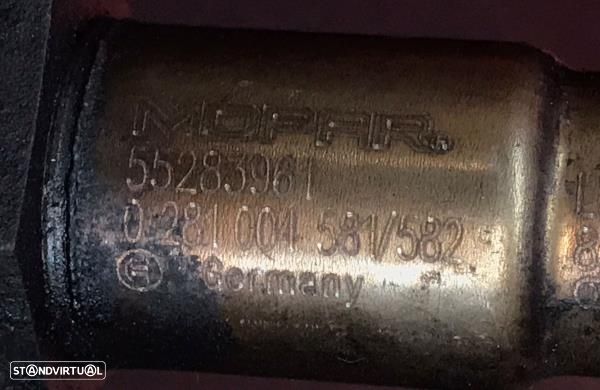 MOPAR
55283961
0 281 004 581/582
Germany
STANDVIRTUAL